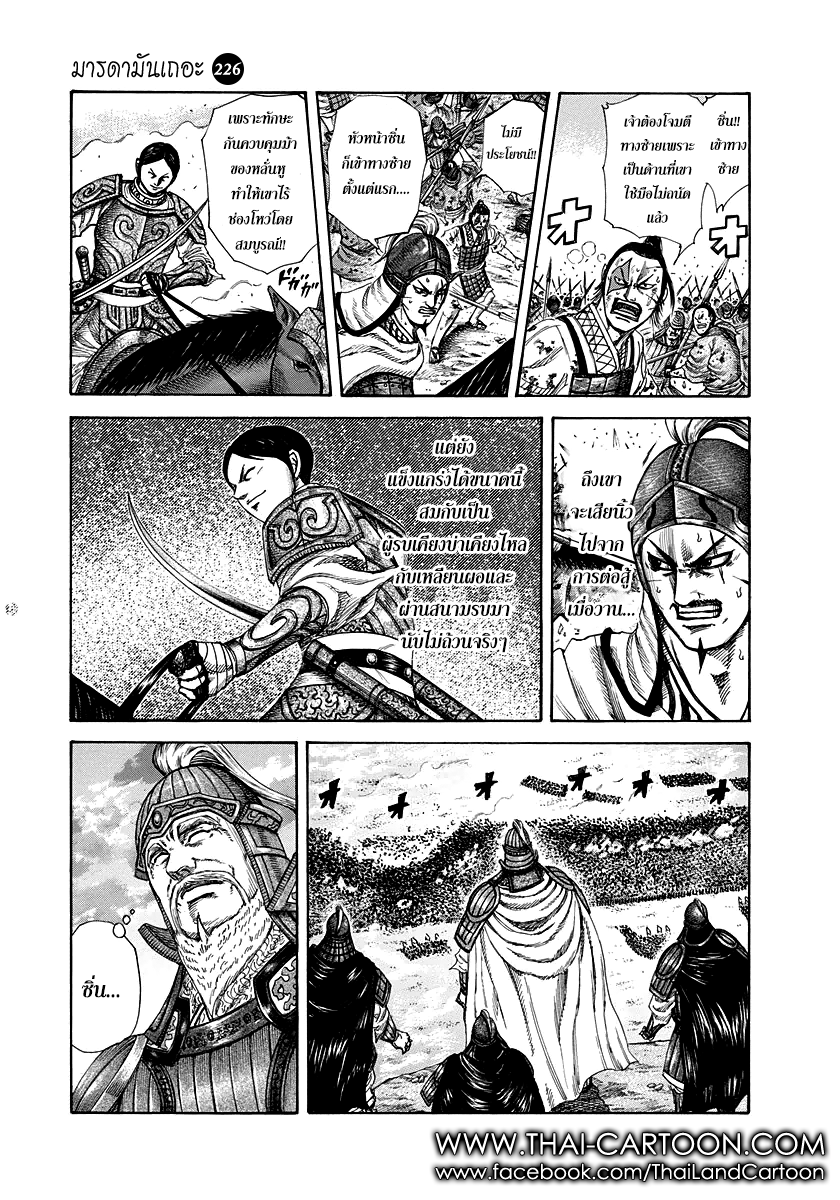 มารดามันเถอะ 226
ซิ่น!!
เข้าทาง
ซ้าย
เจ้าต้องโจมตี
ทางซ้ายเพราะ
เป็นด้านที่เขา
ใช้มือไม่ถนัด
แล้ว
ไม่มี
ประโยชน์!!
หัวหน้าซิ่น
ก็เข้าทางซ้าย
ตั้งแต่แรก....
เพราะทักษะ
กันควบคุมม้า
ของหลั่นหู
ทำให้เขาไร้
ช่องโหว่โดย
สมบูรณ์!!
ถึงเขา
จะเสียนิ้ว
ไปจาก
การต่อสู้
เมื่อวาน...
แต่ยัง
แข็งแกร่งได้ขนาดนี้
สมกับเป็น
ผู้รบเคียงบ่าเคียงไหล่
กับเหลียนผอและ
ผ่านสนามรบมา
นับไม่ถ้วนจริงๆ
オ
オ
ドドガガッ
オ オ オ オ オ オ
ซิ่น...
WWW.THAI-CARTOON.COM
www.facebook.com/ThaiLandCartoon